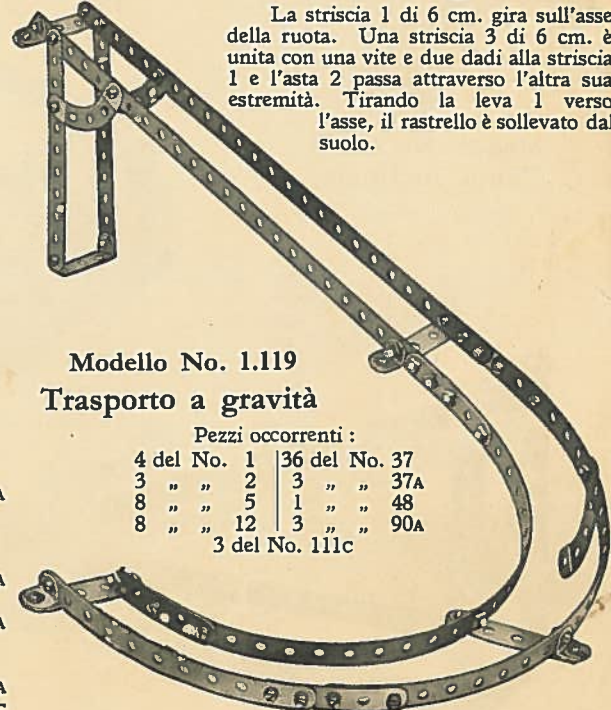 La striscia 1 di 6 cm. gira sull'asse
della ruota. Una striscia 3 di 6 cm. è
unita con una vite e due dadi alla striscia
1 e l'asta 2 passa attraverso l'altra sua
estremità. Tirando la leva 1 verso
l'asse, il rastrello è sollevato dal
suolo.
Modello No. 1.119
Trasporto a gravità
Pezzi occorrenti :
4 del No. 1 | 36 del No. 37
3 „ „ 2 | 3 „ „ 37A
8 „ „ 5 | 1 „ „ 48
8 „ „ 12 | 3 „ „ 90A
3 del No. 111c